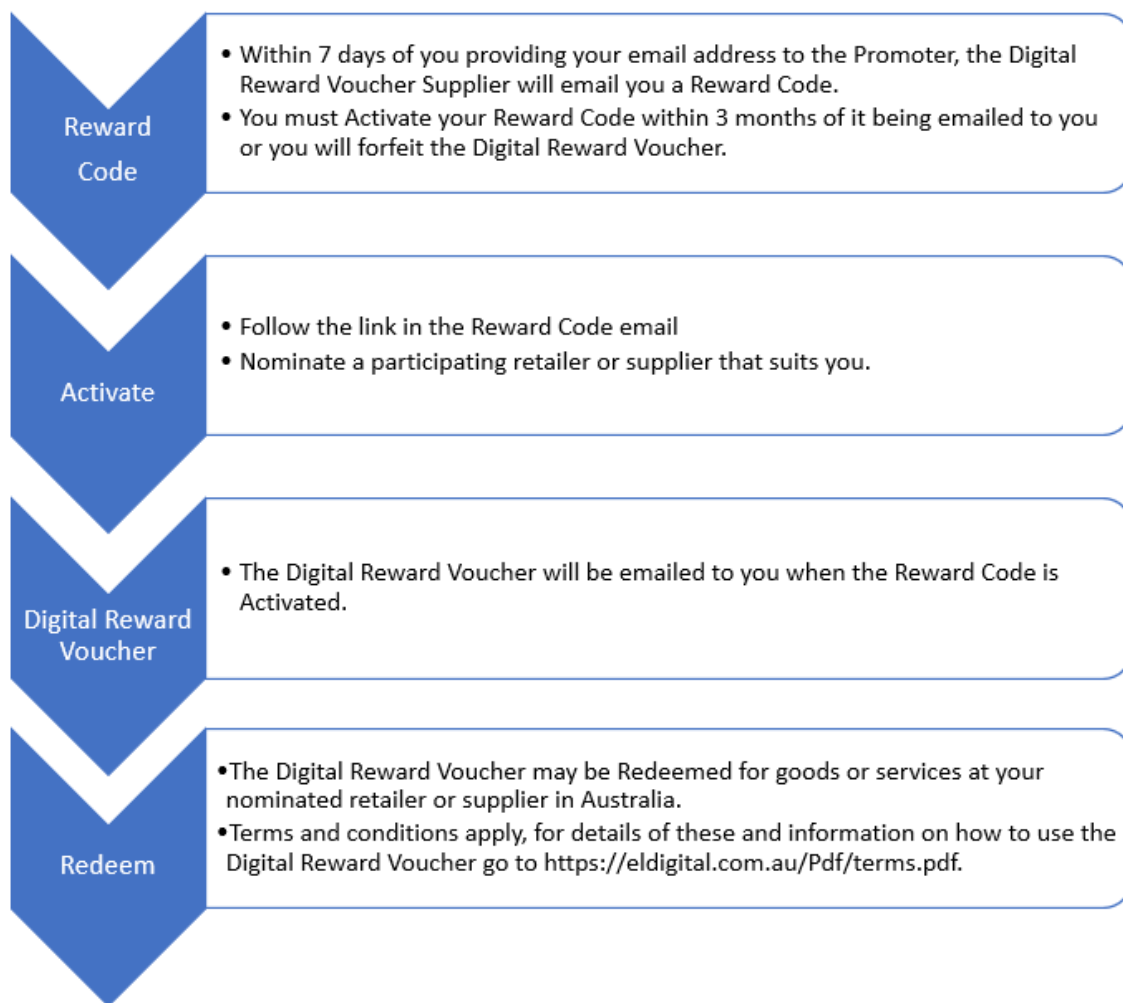 Reward
Code
• Within 7 days of you providing your email address to the Promoter, the Digital
Reward Voucher Supplier will email you a Reward Code.
• You must Activate your Reward Code within 3 months of it being emailed to you
or you will forfeit the Digital Reward Voucher.
Activate
• Follow the link in the Reward Code email
• Nominate a participating retailer or supplier that suits you.
Digital Reward
Voucher
• The Digital Reward Voucher will be emailed to you when the Reward Code is
Activated.
Redeem
•The Digital Reward Voucher may be Redeemed for goods or services at your
nominated retailer or supplier in Australia.
•Terms and conditions apply, for details of these and information on how to use the
Digital Reward Voucher go to https://eldigital.com.au/Pdf/terms.pdf.